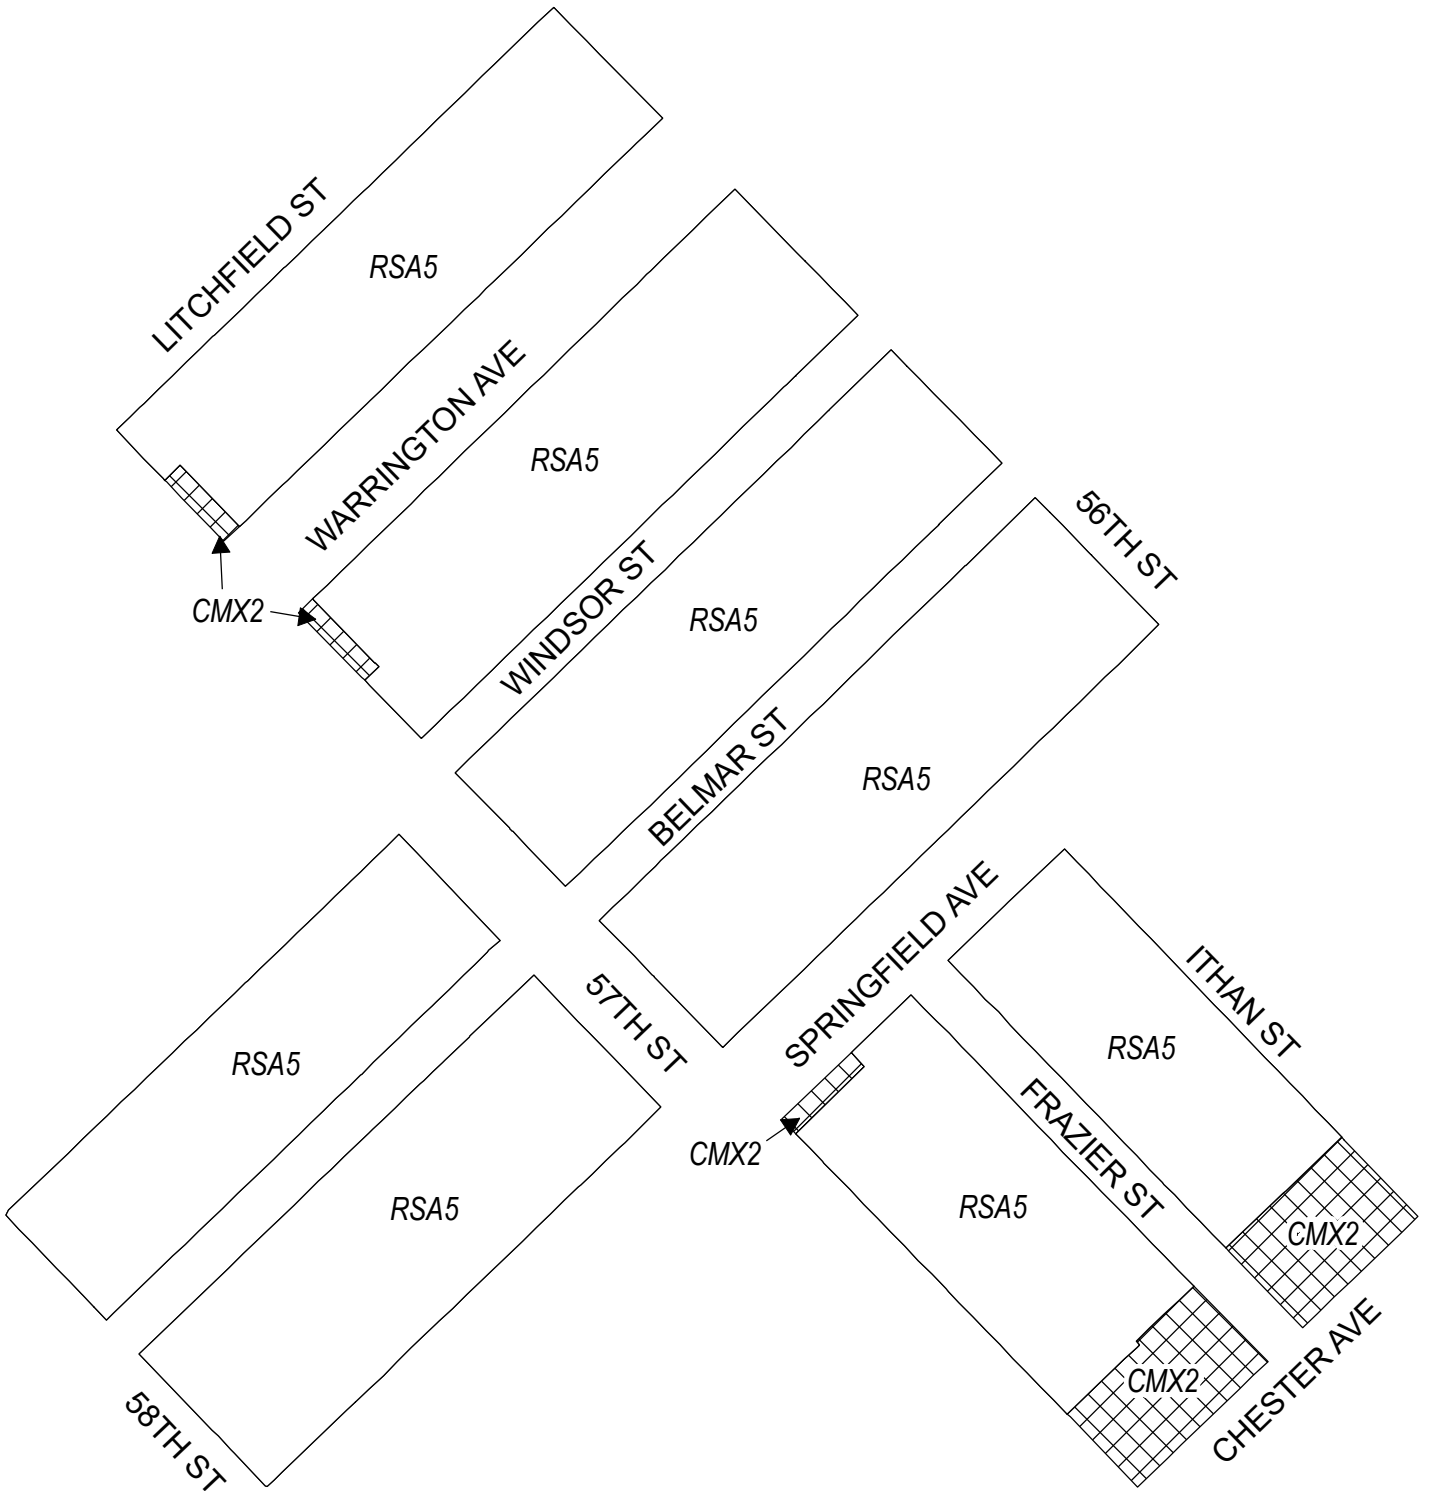 LITCHFIELD ST
RSA5
WARRINGTON AVE
RSA5
CMX2
WINDSOR ST
RSA5
56TH ST
BELMAR ST
RSA5
SPRINGFIELD AVE
ITHAN ST
57TH ST
RSA5
RSA5
FRAZIER ST
CMX2
RSA5
RSA5
CMX2
CMX2
CHESTER AVE
58TH ST